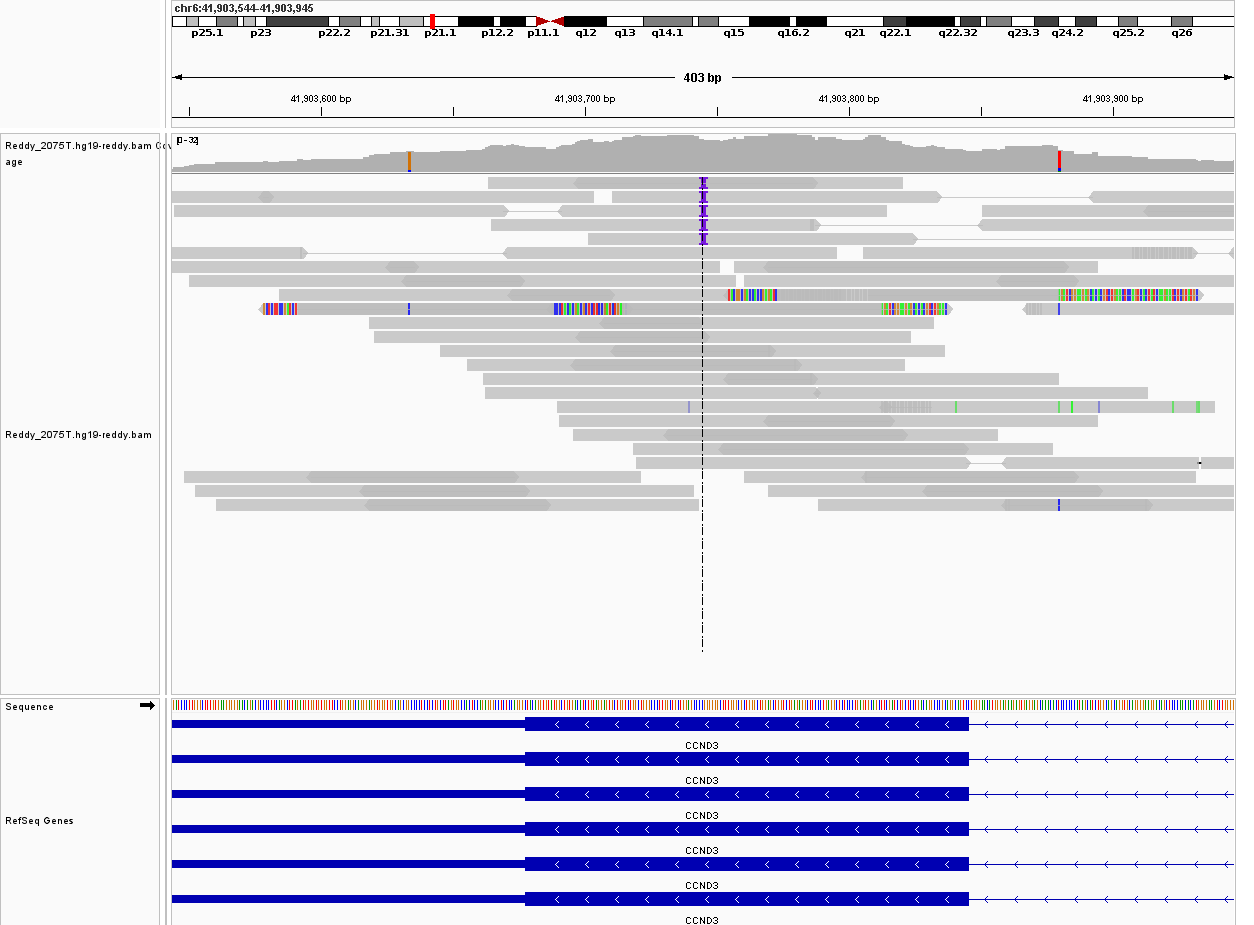 chr6:41,903,544-41,903,945
p25.1 p23 p22.2 p21.31 p21.1 p12.2 p11.1 q12 q13 q14.1 q15 q16.2 q21 q22.1 q22.32 q23.3 q24.2 q25.2 q26
403 bp
41,903,600 bp 41,903,700 bp 41,903,800 bp 41,903,900 bp
Reddy_2075T.hg19-reddy.bam Cov
age
[0 - 32]
Reddy_2075T.hg19-reddy.bam
Sequence
CCND3
CCND3
CCND3
RefSeq Genes
CCND3
CCND3
CCND3